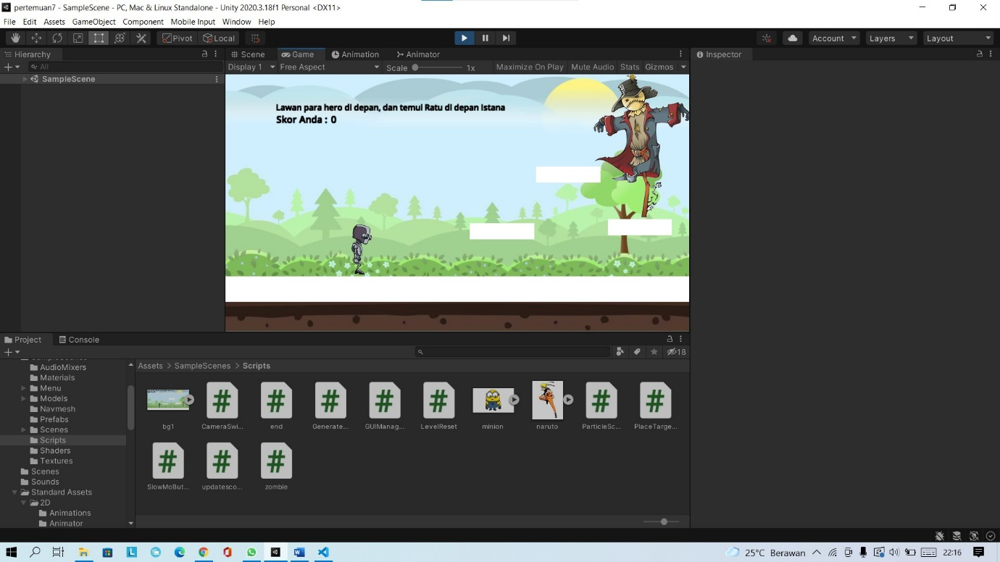 pertemuan7 - SampleScene - PC, Mac & Linux Standalone - Unity 2020.3.18f1 Personal <DX11>
File Edit Assets GameObject Component Mobile Input Window Help
Pivot Local Account Layers Layout
Hierarchy
All
SampleScene
Scene Game Animation Animator
Display 1 Free Aspect Scale 1x Maximize On Play Mute Audio Stats Gizmos
Lawan para hero di depan, dan temui Ratu di depan Istana
Skor Anda : 0
Inspector
Project Console
18
AudioMixers
Materials
Menu
Models
Navmesh
Prefabs
Scenes
Scripts
Shaders
Textures
Scenes
Sounds
Standard Assets
2D
Animations
Animator
Assets > SampleScenes > Scripts
bg1 CameraSwi... end Generate... GUIManag... LevelReset minion naruto ParticleSc... PlaceTarge...
SlowMoBut... updatesco... zombie
25°C Berawan 22:16